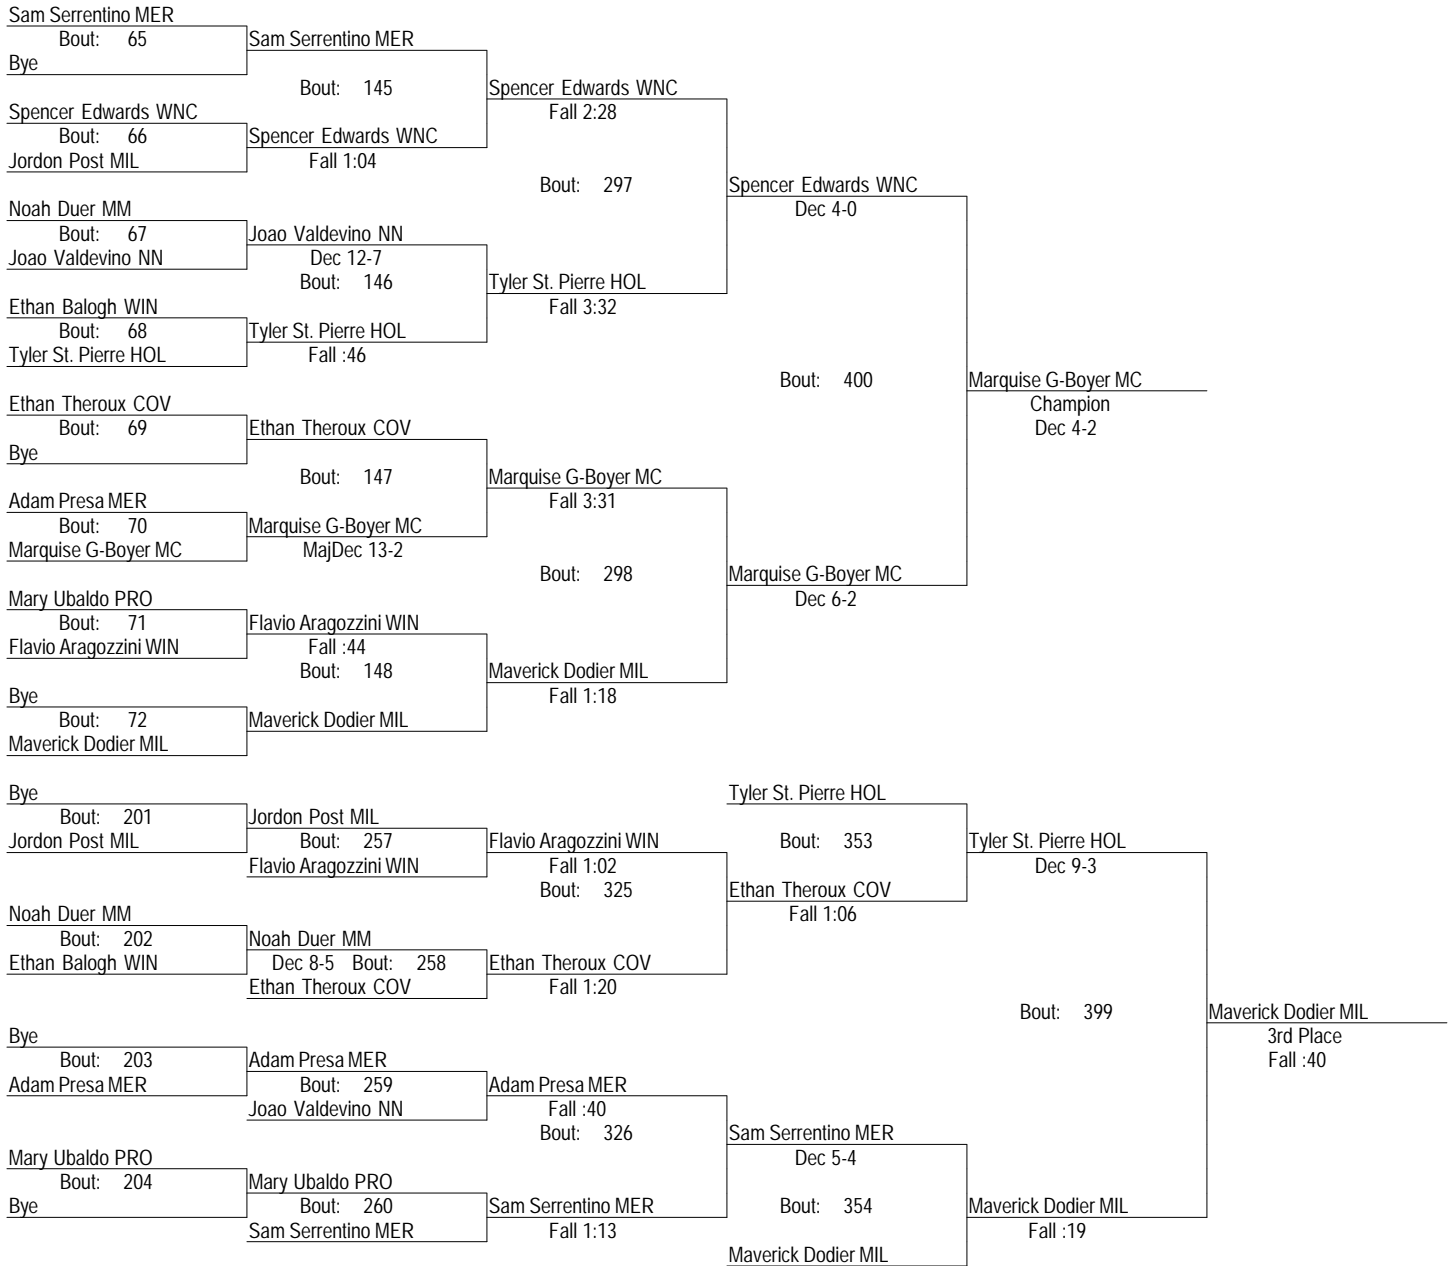 Sam Serrentino MER
Bout: 65
Sam Serrentino MER
Bye
Bout: 145
Spencer Edwards WNC
Spencer Edwards WNC
Fall 2:28
Bout: 66
Spencer Edwards WNC
Jordon Post MIL
Fall 1:04
Bout: 297
Spencer Edwards WNC
Noah Duer MM
Dec 4-0
Bout: 67
Joao Valdevino NN
Joao Valdevino NN
Dec 12-7
Bout: 146
Tyler St. Pierre HOL
Ethan Balogh WIN
Fall 3:32
Bout: 68
Tyler St. Pierre HOL
Tyler St. Pierre HOL
Fall :46
Bout: 400
Marquise G-Boyer MC
Ethan Theroux COV
Champion
Bout: 69
Ethan Theroux COV
Dec 4-2
Bye
Bout: 147
Marquise G-Boyer MC
Adam Presa MER
Fall 3:31
Bout: 70
Marquise G-Boyer MC
Marquise G-Boyer MC
MajDec 13-2
Bout: 298
Marquise G-Boyer MC
Mary Ubaldo PRO
Dec 6-2
Bout: 71
Flavio Aragozzini WIN
Flavio Aragozzini WIN
Fall :44
Bout: 148
Maverick Dodier MIL
Bye
Fall 1:18
Bout: 72
Maverick Dodier MIL
Maverick Dodier MIL
Bye
Tyler St. Pierre HOL
Bout: 201
Jordon Post MIL
Jordon Post MIL
Bout: 257
Flavio Aragozzini WIN
Bout: 353
Tyler St. Pierre HOL
Flavio Aragozzini WIN
Fall 1:02
Dec 9-3
Bout: 325
Ethan Theroux COV
Noah Duer MM
Fall 1:06
Bout: 202
Noah Duer MM
Ethan Balogh WIN
Dec 8-5 Bout: 258
Ethan Theroux COV
Ethan Theroux COV
Fall 1:20
Bout: 399
Maverick Dodier MIL
Bye
3rd Place
Bout: 203
Adam Presa MER
Fall :40
Adam Presa MER
Bout: 259
Adam Presa MER
Joao Valdevino NN
Fall :40
Bout: 326
Sam Serrentino MER
Mary Ubaldo PRO
Dec 5-4
Bout: 204
Mary Ubaldo PRO
Bye
Bout: 260
Sam Serrentino MER
Bout: 354
Maverick Dodier MIL
Sam Serrentino MER
Fall 1:13
Fall :19
Maverick Dodier MIL